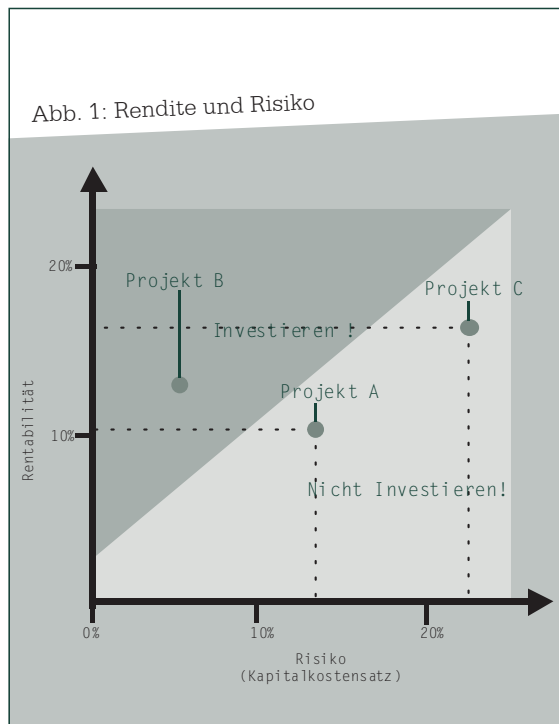 Abb. 1: Rendite und Risiko
20%
Projekt B
Projekt C
Investieren !
Projekt A
Rentabilität
10%
Nicht Investieren!
0%
10%
20%
Risiko
(Kapitalkostensatz)